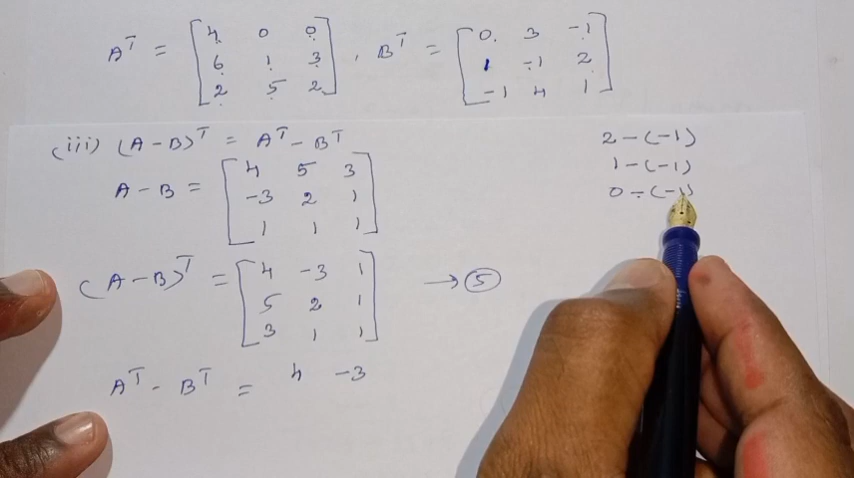 A^T = [4 0 0 6 1 3 2 5 2], B^T = [0 3 -1 1 -1 2 -1 4 1]
(iii) (A-B)^T = A^T - B^T
2-(-1)
1-(-1)
0-(-1)
A-B = [4 5 3 -3 2 1 1 1 1]
(A-B)^T = [4 -3 1 5 2 1 3 1 1] → ⑤
A^T - B^T = 4 -3